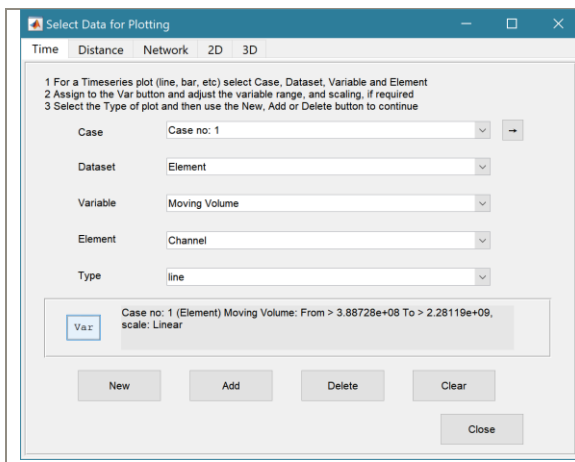 Select Data for Plotting
Time Distance Network 2D 3D
1 For a Timeseries plot (line, bar, etc) select Case, Dataset, Variable and Element
2 Assign to the Var button and adjust the variable range, and scaling, if required
3 Select the Type of plot and then use the New, Add or Delete button to continue
Case Case no: 1 →
Dataset Element
Variable Moving Volume
Element Channel
Type line
Var Case no: 1 (Element) Moving Volume: From > 3.88728e+08 To > 2.28119e+09,
scale: Linear
New Add Delete Clear
Close